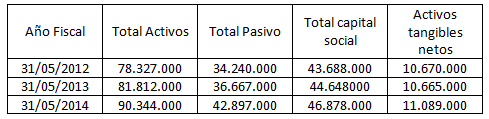 Año Fiscal Total Activos Total Pasivo Total capital social Activos tangibles netos
31/05/2012 78.327.000 34.240.000 43.688.000 10.670.000
31/05/2013 81.812.000 36.667.000 44.648000 10.665.000
31/05/2014 90.344.000 42.897.000 46.878.000 11.089.000